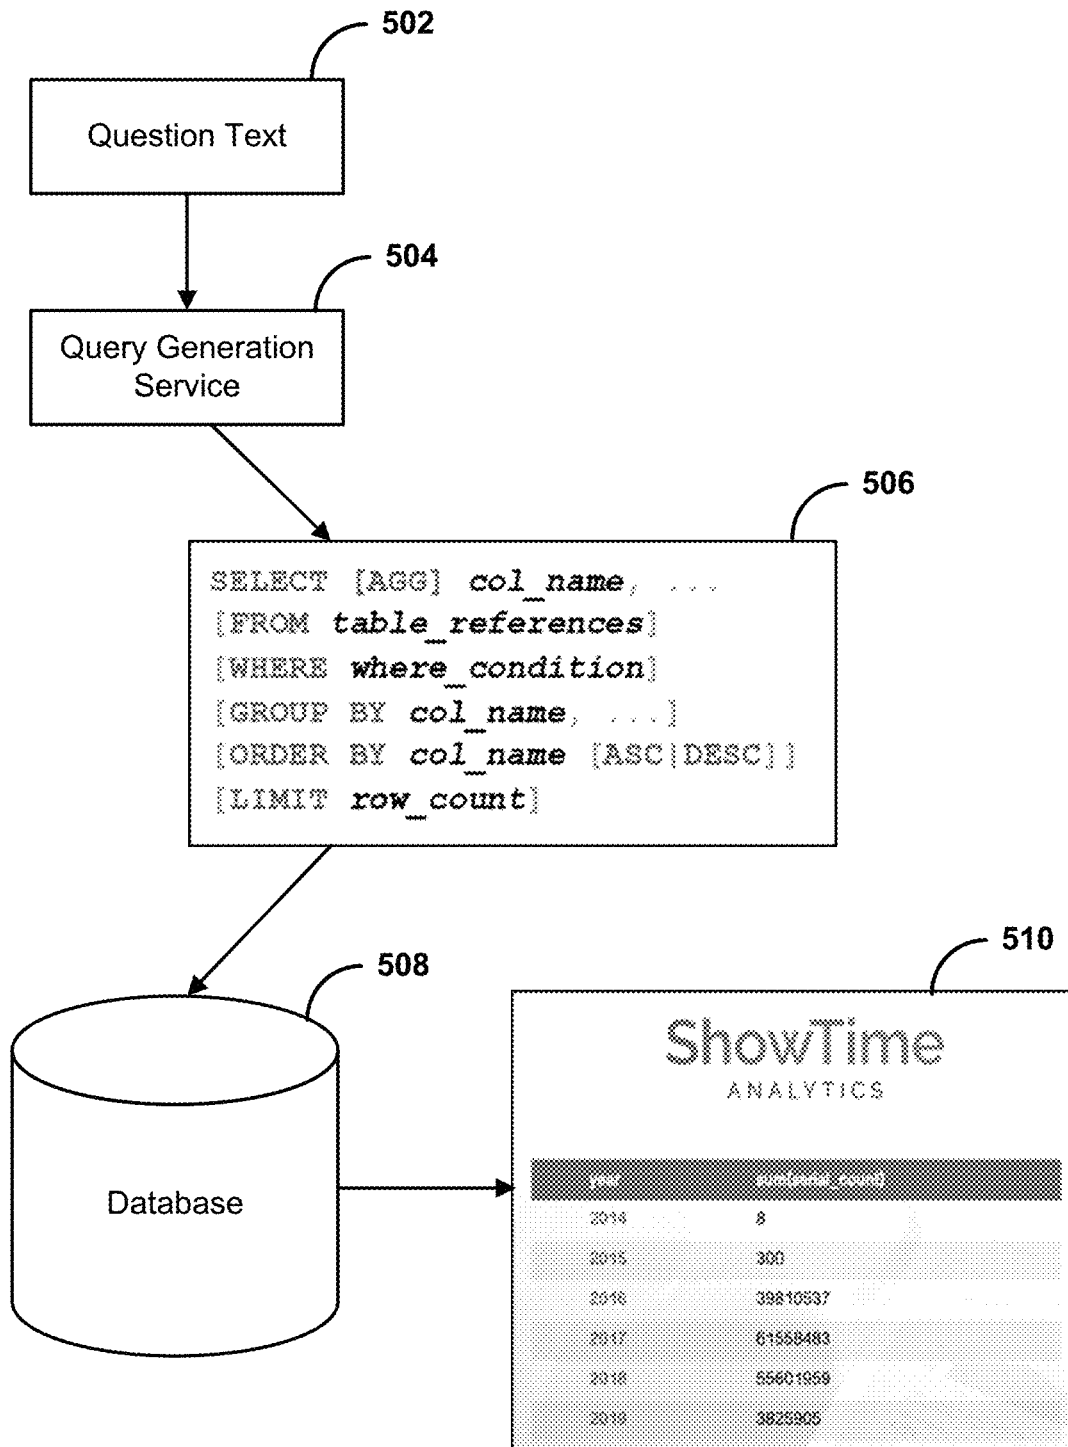 502
Question Text
504
Query Generation
Service
506
SELECT [AGG] col_name, ...
[FROM table_references]
[WHERE where_condition]
[GROUP BY col_name, ...]
[ORDER BY col_name [ASC|DESC]]
[LIMIT row_count]
508
Database
510
ShowTime
ANALYTICS
year
2014 8
2015 300
2016 39810537
2017 61558483
2018 55601959
2019 3825905